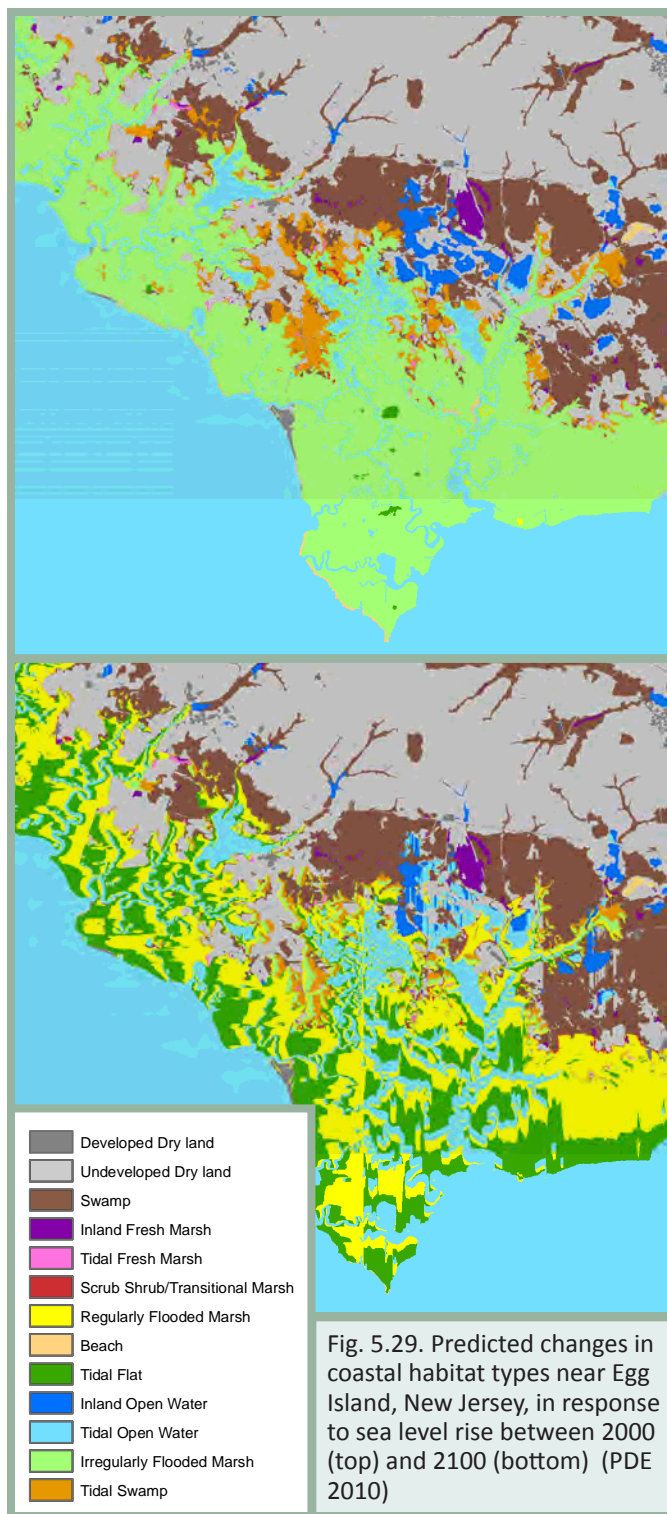 Developed Dry land
Undeveloped Dry land
Swamp
Inland Fresh Marsh
Tidal Fresh Marsh
Scrub Shrub/Transitional Marsh
Regularly Flooded Marsh
Beach
Tidal Flat
Inland Open Water
Tidal Open Water
Irregularly Flooded Marsh
Tidal Swamp
Fig. 5.29. Predicted changes in
coastal habitat types near Egg
Island, New Jersey, in response
to sea level rise between 2000
(top) and 2100 (bottom)  (PDE
2010)